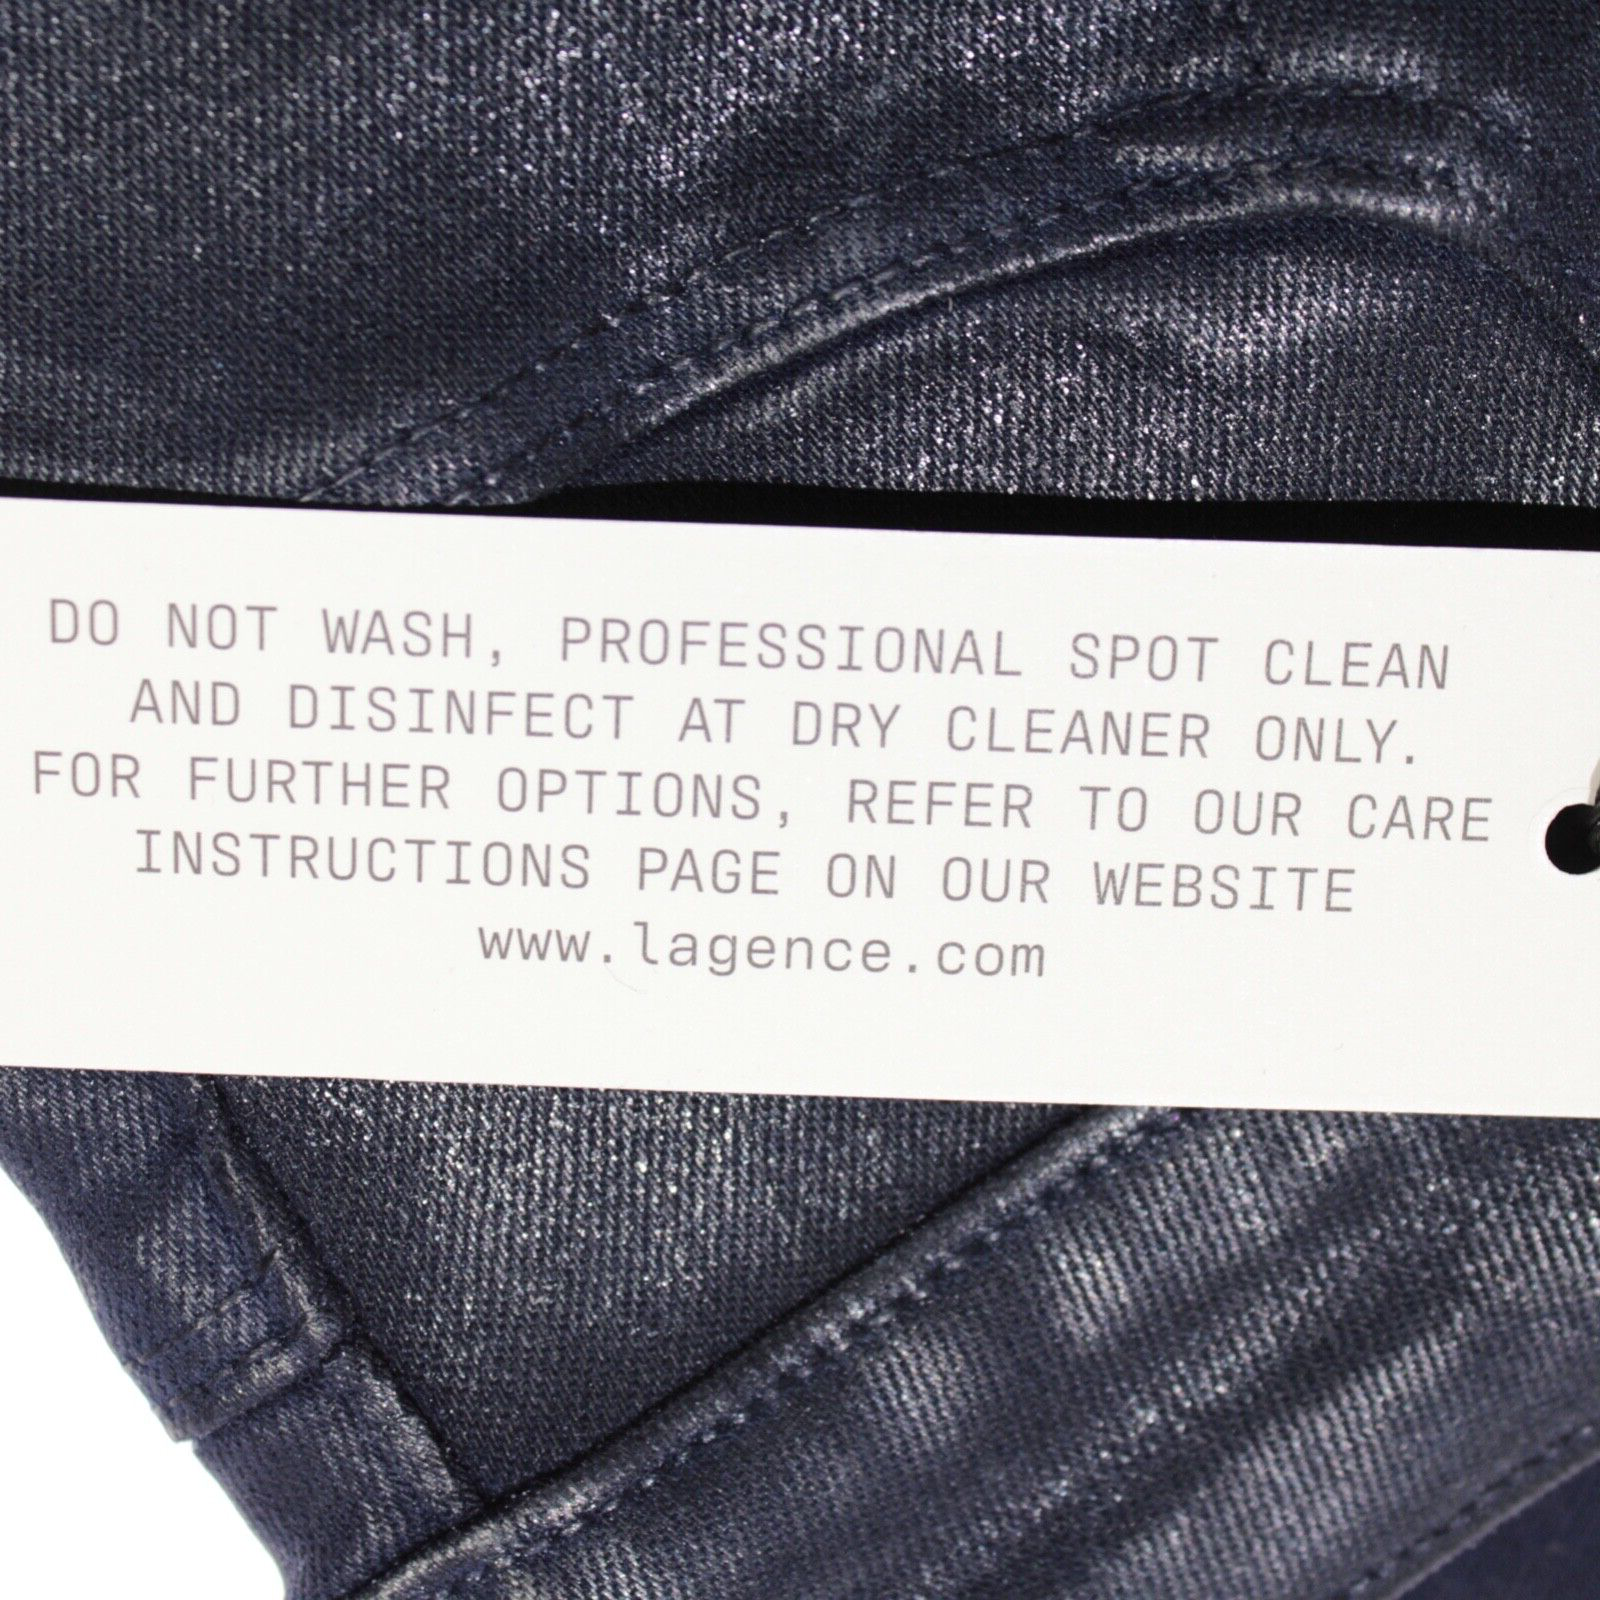 DO NOT WASH, PROFESSIONAL SPOT CLEAN
AND DISINFECT AT DRY CLEANER ONLY.
FOR FURTHER OPTIONS, REFER TO OUR CARE
INSTRUCTIONS PAGE ON OUR WEBSITE
www.lagence.com